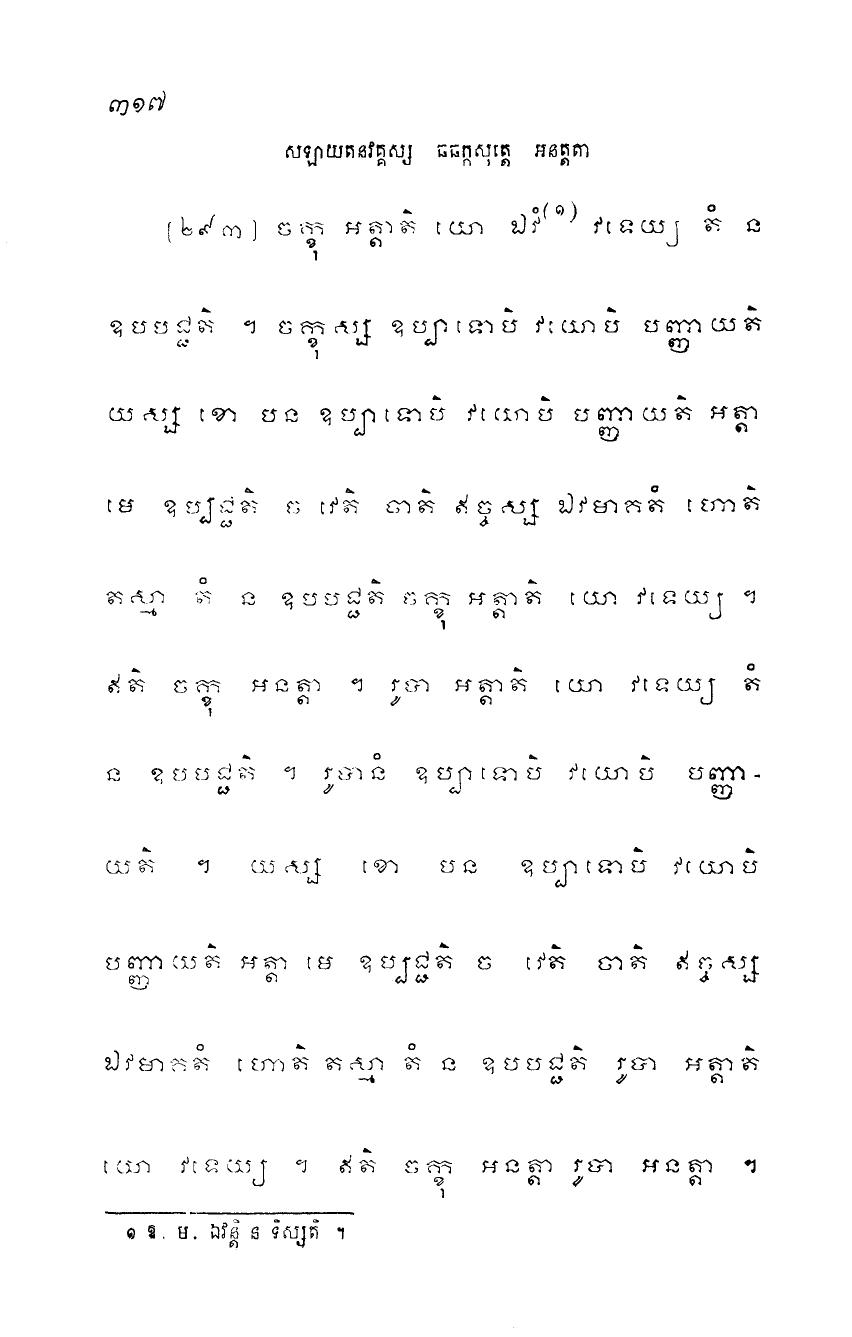 ៣១៧
សឡាយតនវគ្គស្ស ឆឆក្កសុត្តេ អនត្តតា
[២៩៣] ចក្ខុ អត្តាតិ យោ ឯវំ(១) វទេយ្យ តំ ន
ឧបបជ្ជតិ ។ ចក្ខុស្ស ឧប្បាទោបិ វយោបិ បញ្ញាយតិ
យស្ស ខោ បន ឧប្បាទោបិ វយោបិ បញ្ញាយតិ អត្តា
មេ ឧប្បជ្ជតិ ច វេតិ ចាតិ ឥច្ចស្ស ឯវមាគតំ ហោតិ
តស្មា តំ ន ឧបបជ្ជតិ ចក្ខុ អត្តាតិ យោ វទេយ្យ ។
ឥតិ ចក្ខុ អនត្តា ។ រូបា អត្តាតិ យោ វទេយ្យ តំ
ន ឧបបជ្ជតិ ។ រូបានំ ឧប្បាទោបិ វយោបិ បញ្ញា-
យតិ ។ យស្ស ខោ បន ឧប្បាទោបិ វយោបិ
បញ្ញាយតិ អត្តា មេ ឧប្បជ្ជតិ ច វេតិ ចាតិ ឥច្ចស្ស
ឯវមាគតំ ហោតិ តស្មា តំ ន ឧបបជ្ជតិ រូបា អត្តាតិ
យោ វទេយ្យ ។ ឥតិ ចក្ខុ អនត្តា រូបា អនត្តា ។
១ ឱ. ម. ឯវន្តិ ន ទិស្សតិ ។